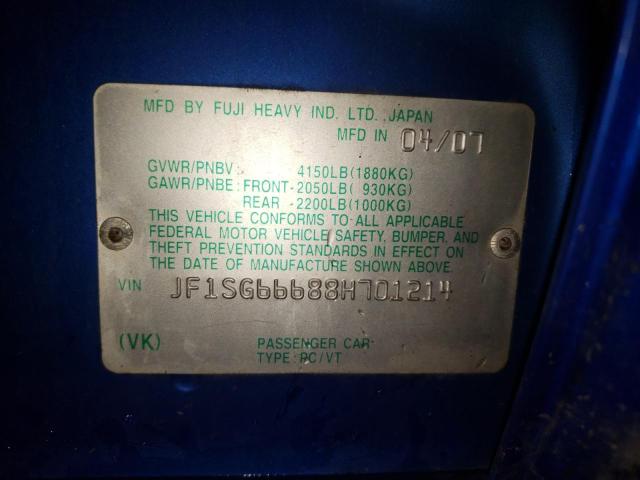 MFD BY FUJI HEAVY IND. LTD. JAPAN
MFD IN 04/07
GVWR/PNBV: 4150LB(1880KG)
GAWR/PNBE: FRONT-2050LB( 930KG)
REAR -2200LB(1000KG)
THIS VEHICLE CONFORMS TO ALL APPLICABLE
FEDERAL MOTOR VEHICLE SAFETY, BUMPER, AND
THEFT PREVENTION STANDARDS IN EFFECT ON
THE DATE OF MANUFACTURE SHOWN ABOVE.
VIN JF1SG66688H701214
(VK) PASSENGER CAR
TYPE: PC/VT